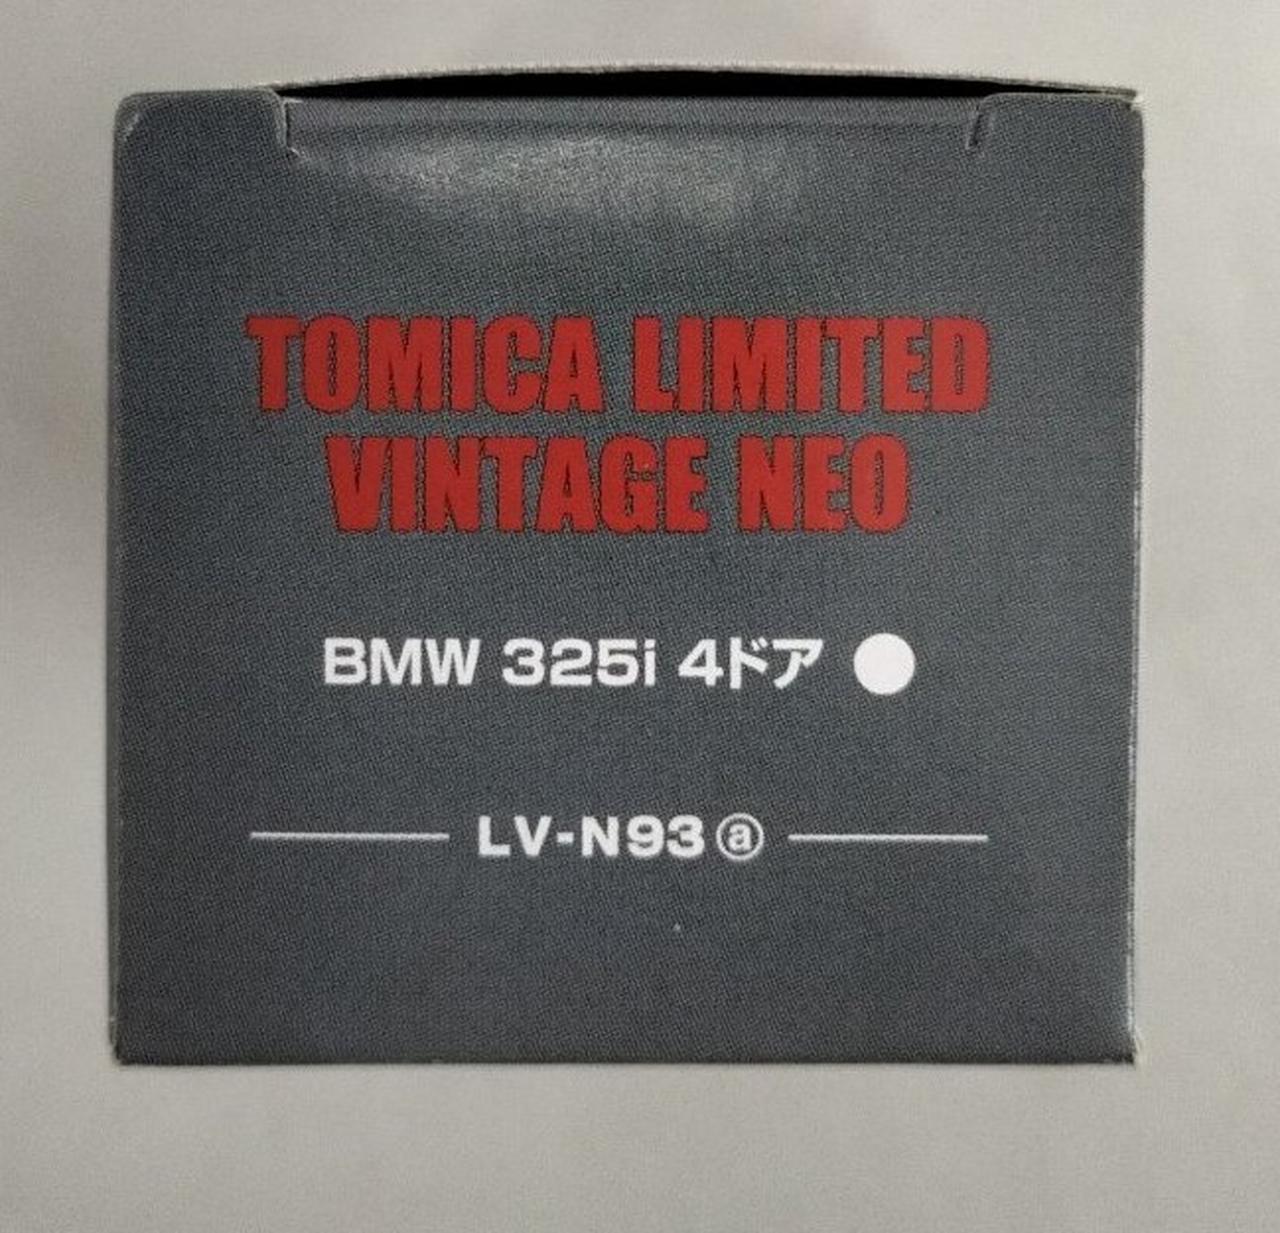 TOMICA LIMITED
VINTAGE NEO
BMW 325i 4ドア
LV-N93ⓐ